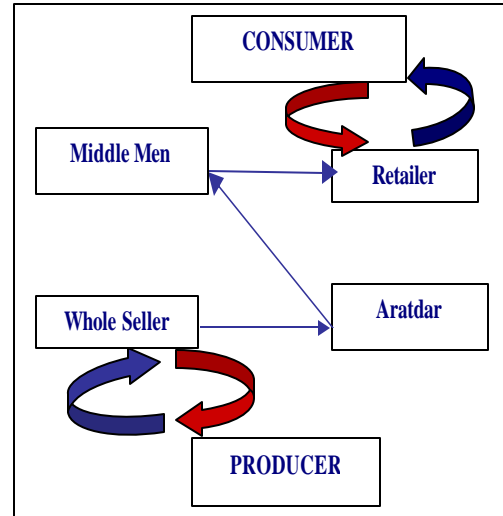 CONSUMER
Middle Men
Retailer
Whole Seller
Aratdar
PRODUCER